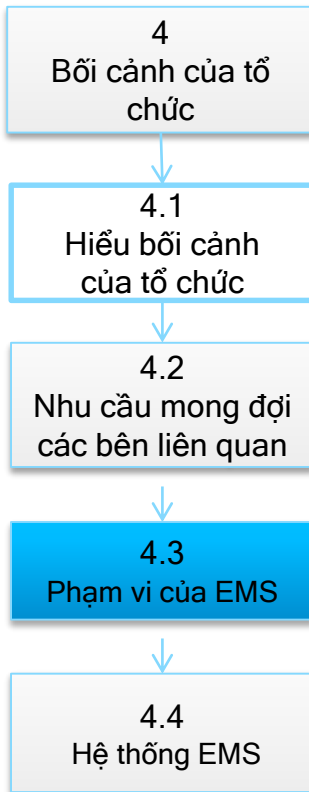 4
Bối cảnh của tổ
chức
4.1
Hiểu bối cảnh
của tổ chức
4.2
Nhu cầu mong đợi
các bên liên quan
4.3
Phạm vi của EMS
4.4
Hệ thống EMS